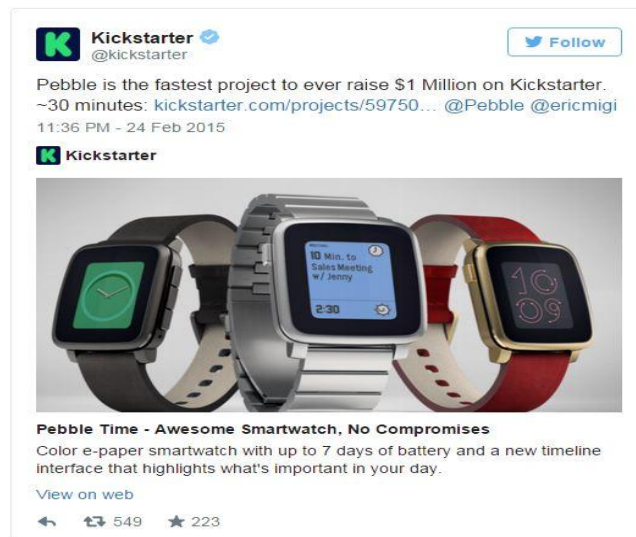 Kickstarter
@kickstarter
Follow
Pebble is the fastest project to ever raise $1 Million on Kickstarter.
~30 minutes: kickstarter.com/projects/59750... @Pebble @ericmigi
11:36 PM - 24 Feb 2015
K Kickstarter
MEETING
10 Min. to
Sales Meeting
w/ Jenny
2:30
10
09
Pebble Time - Awesome Smartwatch, No Compromises
Color e-paper smartwatch with up to 7 days of battery and a new timeline
interface that highlights what's important in your day.
View on web
549 223